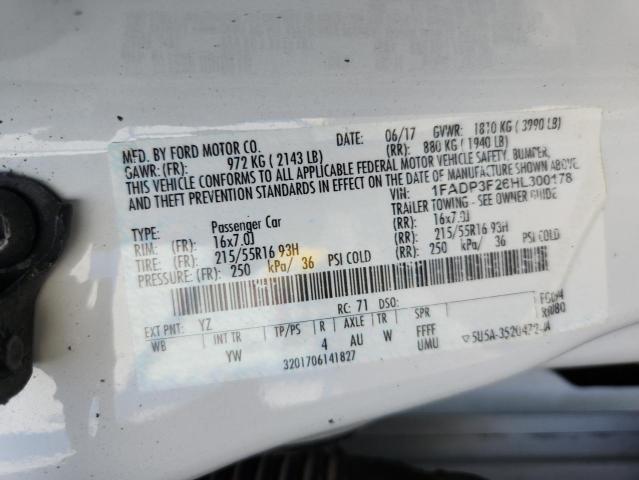 MFD. BY FORD MOTOR CO. DATE: 06/17 GVWR: 1810 KG ( 3990 LB)
GAWR: (FR): 972 KG ( 2143 LB) (RR): 880 KG ( 1940 LB)
THIS VEHICLE CONFORMS TO ALL APPLICABLE FEDERAL MOTOR VEHICLE SAFETY, BUMPER,
AND THEFT PREVENTION STANDARDS IN EFFECT ON THE DATE OF MANUFACTURE SHOWN ABOVE.
VIN: 1FADP3F26HL300178
TYPE: Passenger Car TRAILER TOWING - SEE OWNER GUIDE
RIM: (FR): 16x7.0J (RR): 16x7.0J
TIRE: (FR): 215/55R16 93H (RR): 215/55R16 93H
PRESSURE: (FR): 250 kPa/ 36 PSI COLD (RR): 250 kPa/ 36 PSI COLD
EXT PNT: YZ RC: 71 DSO:
WB INT TR TP/PS R AXLE TR SPR
YW 4 AU W FFFF
UMU
3201706141827
5U5A-3520472-A